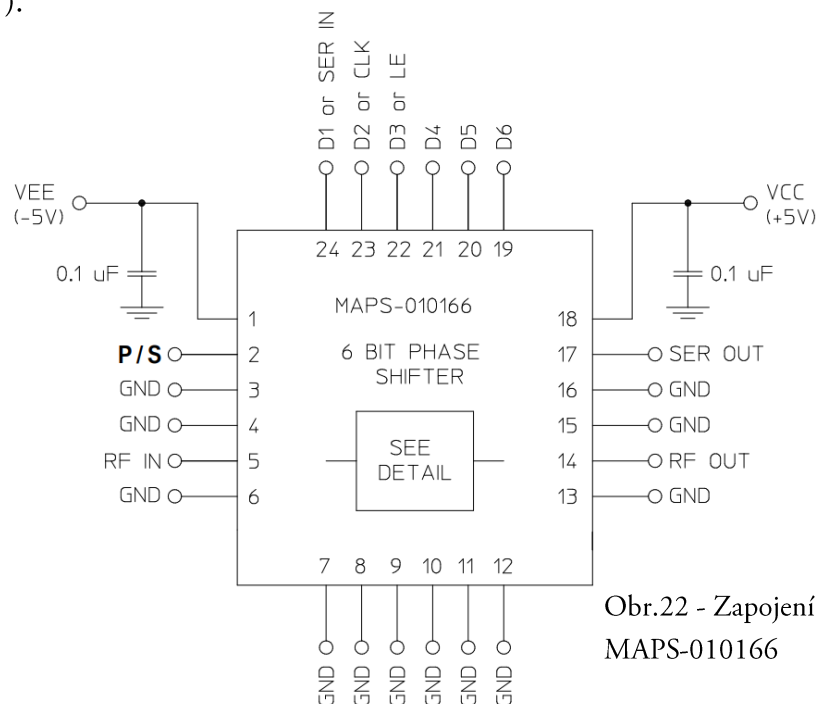 ).
D1 or SER IN
D2 or CLK
D3 or LE
D4
D5
D6
VEE
(-5V)
VCC
(+5V)
24 23 22 21 20 19
0.1 uF
0.1 uF
MAPS-010166
1
18
P/S
2
6 BIT PHASE
SHIFTER
17
SER OUT
GND
3
16
GND
GND
4
15
GND
RF IN
5
SEE
DETAIL
14
RF OUT
GND
6
13
GND
7 8 9 10 11 12
GND
GND
GND
GND
GND
GND
Obr.22 - Zapojení
MAPS-010166